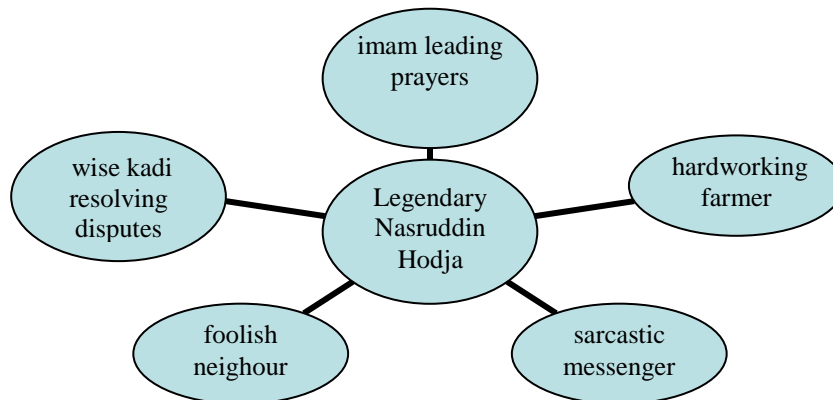 imam leading
prayers
wise kadi
resolving
disputes
Legendary
Nasruddin
Hodja
hardworking
farmer
foolish
neighour
sarcastic
messenger